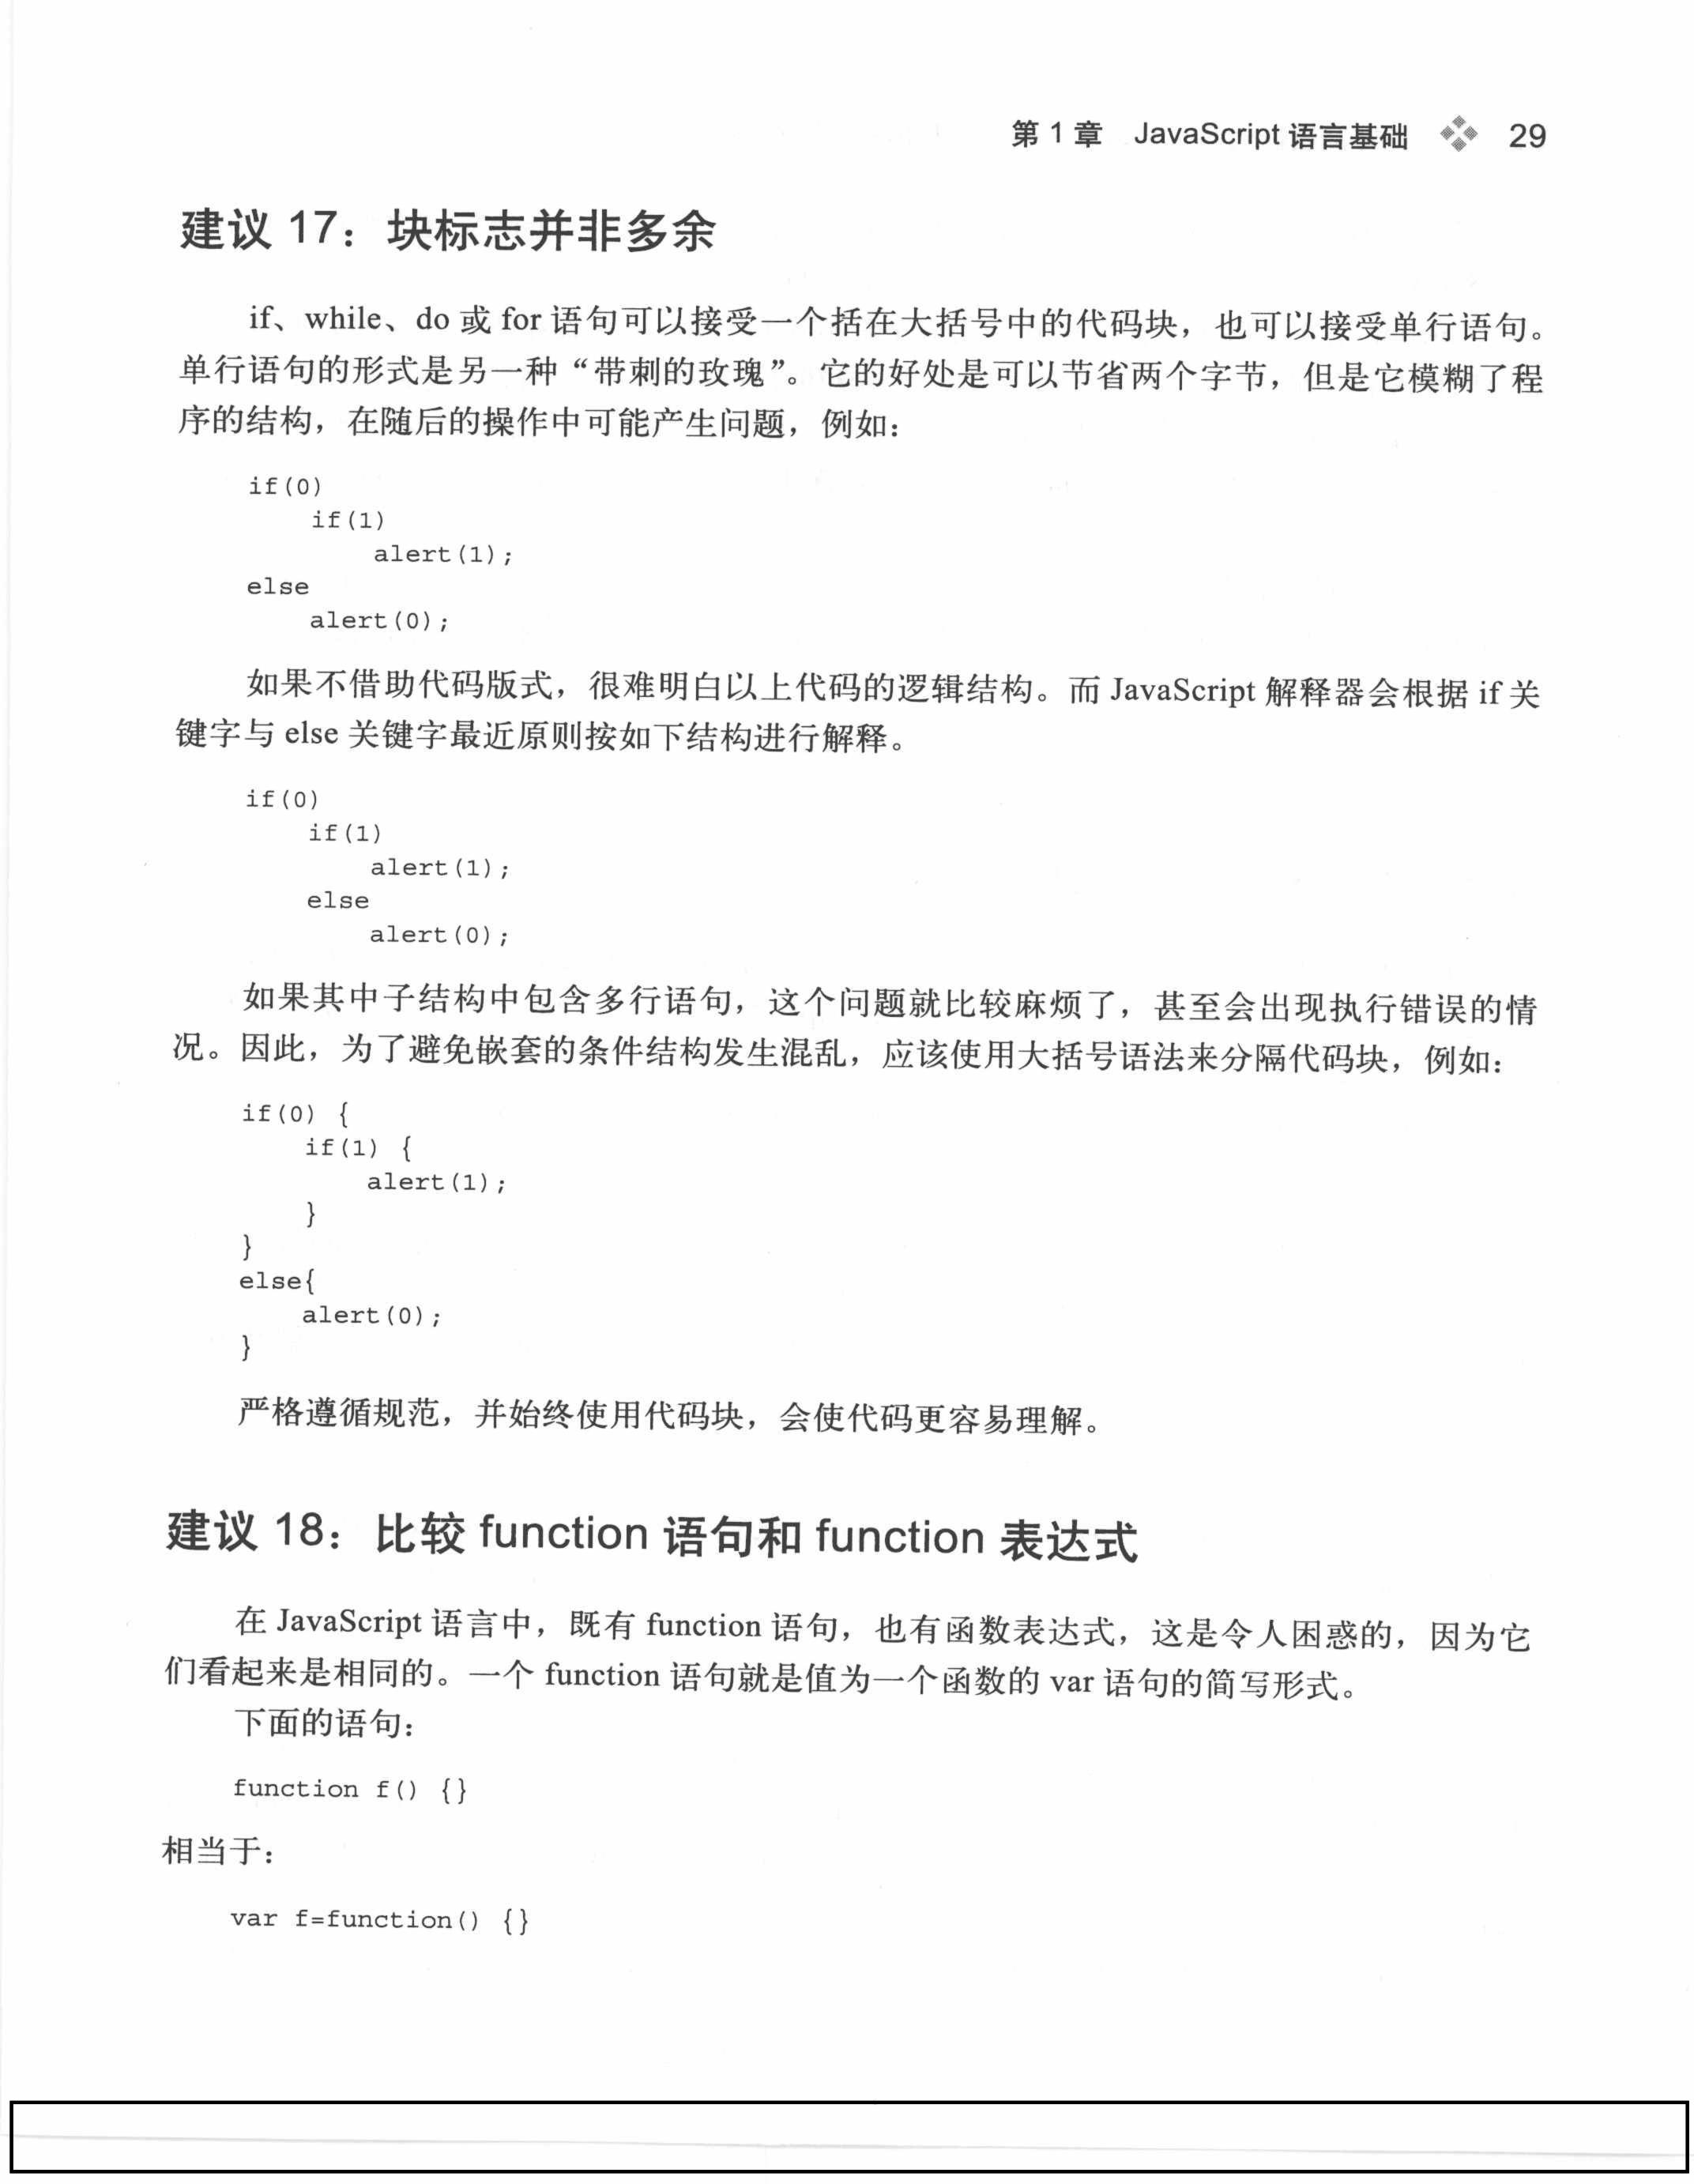 第 1 章 JavaScript 语言基础 29
建议 17：块标志并非多余
if、while、do 或 for 语句可以接受一个括在大括号中的代码块，也可以接受单行语句。
单行语句的形式是另一种“带刺的玫瑰”。它的好处是可以节省两个字节，但是它模糊了程
序的结构，在随后的操作中可能产生问题，例如：
if(0)
    if(1)
        alert(1);
else
    alert(0);
如果不借助代码版式，很难明白以上代码的逻辑结构。而 JavaScript 解释器会根据 if 关
键字与 else 关键字最近原则按如下结构进行解释。
if(0)
    if(1)
        alert(1);
    else
        alert(0);
如果其中子结构中包含多行语句，这个问题就比较麻烦了，甚至会出现执行错误的情
况。因此，为了避免嵌套的条件结构发生混乱，应该使用大括号语法来分隔代码块，例如：
if(0) {
    if(1) {
        alert(1);
    }
}
else{
    alert(0);
}
严格遵循规范，并始终使用代码块，会使代码更容易理解。
建议 18：比较 function 语句和 function 表达式
在 JavaScript 语言中，既有 function 语句，也有函数表达式，这是令人困惑的，因为它
们看起来是相同的。一个 function 语句就是值为一个函数的 var 语句的简写形式。
下面的语句：
function f() {}
相当于：
var f=function() {}